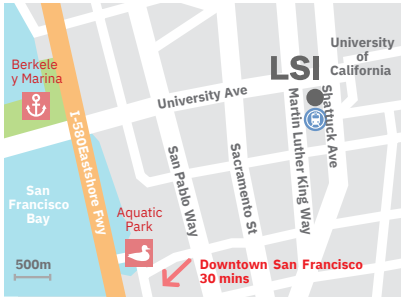 University
of
California
LSI
Berkele
y Marina
University Ave
Shattuck Ave
Martin Luther King Way
I-580Eastshore Fwy
San Pablo Way
Sacramento St
San
Francisco
Bay
Aquatic
Park
500m
Downtown San Francisco
30 mins